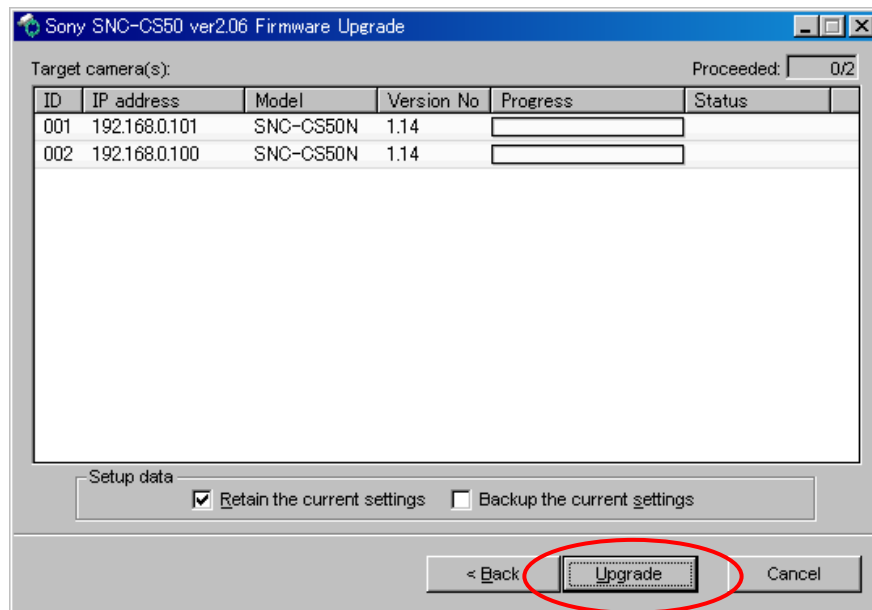 Sony SNC-CS50 ver2.06 Firmware Upgrade
Target camera(s): Proceeded: 0/2
ID IP address Model Version No Progress Status
001 192.168.0.101 SNC-CS50N 1.14
002 192.168.0.100 SNC-CS50N 1.14
Setup data
Retain the current settings Backup the current settings
< Back Upgrade Cancel